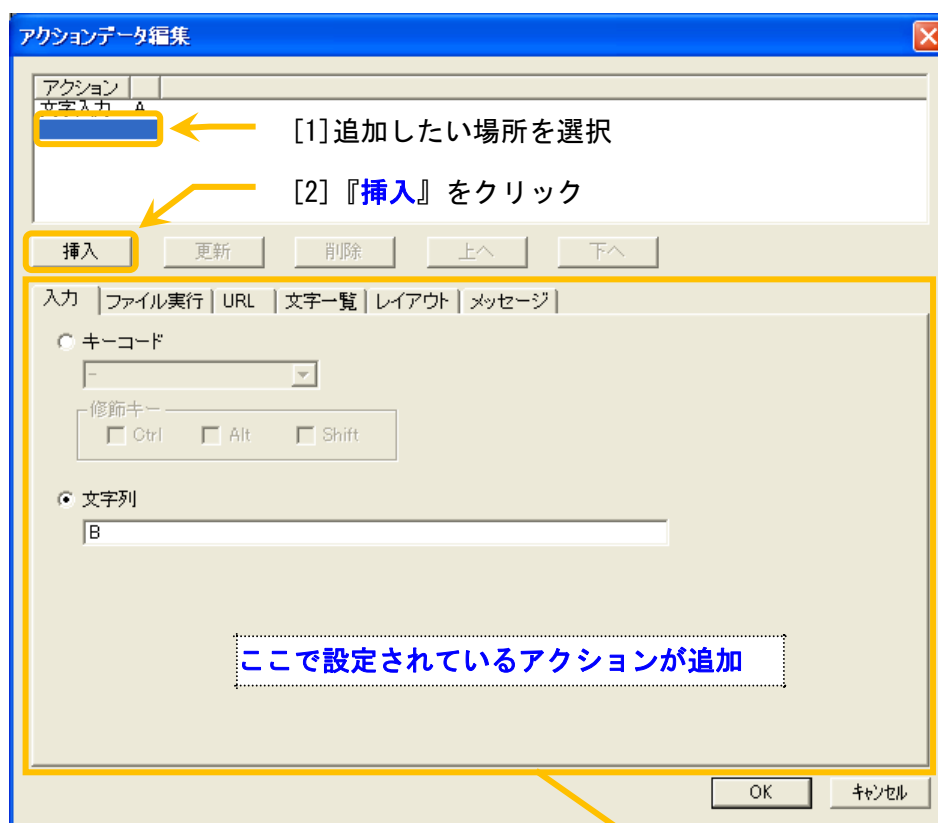 アクションデータ編集
アクション
文字入力 A
[1]追加したい場所を選択
[2]『挿入』をクリック
挿入 更新 削除 上へ 下へ
入力 ファイル実行 URL 文字一覧 レイアウト メッセージ
キーコード
-
修飾キー
Ctrl Alt Shift
文字列
B
ここで設定されているアクションが追加
OK キャンセル